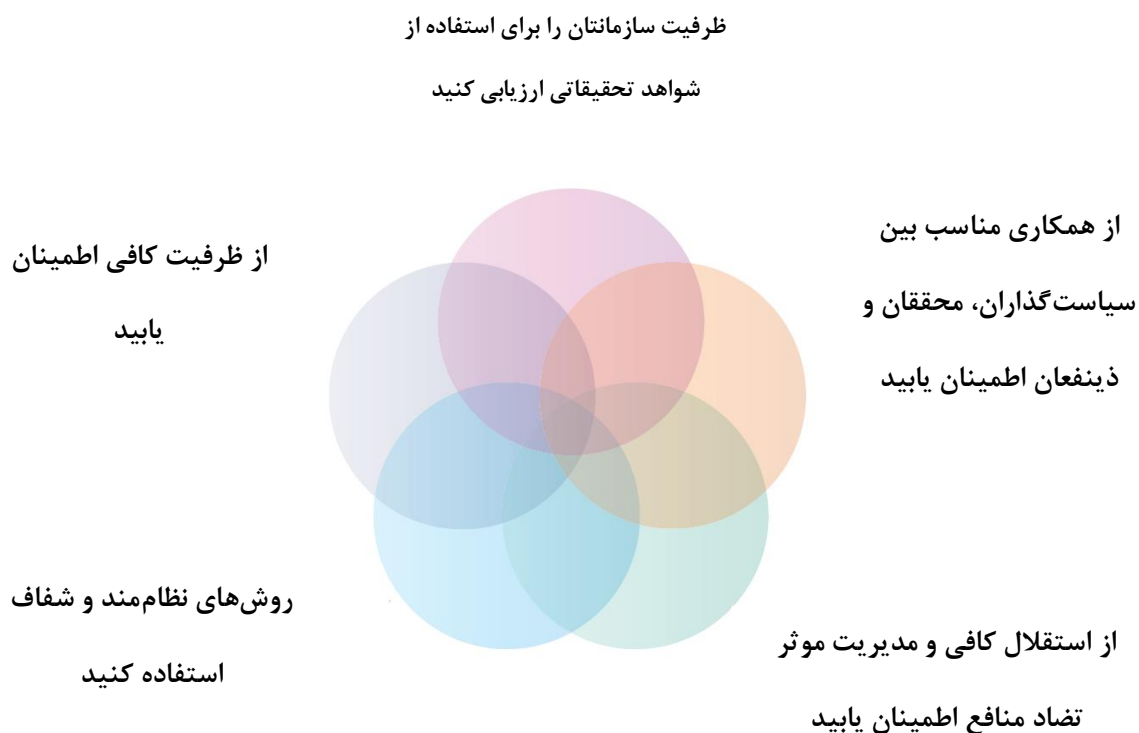 ظرفیت سازمانتان را برای استفاده از
شواهد تحقیقاتی ارزیابی کنید
از همکاری مناسب بین
سیاست‌گذاران، محققان و
ذینفعان اطمینان یابید
از استقلال کافی و مدیریت موثر
تضاد منافع اطمینان یابید
روش‌های نظام‌مند و شفاف
استفاده کنید
از ظرفیت کافی اطمینان
یابید